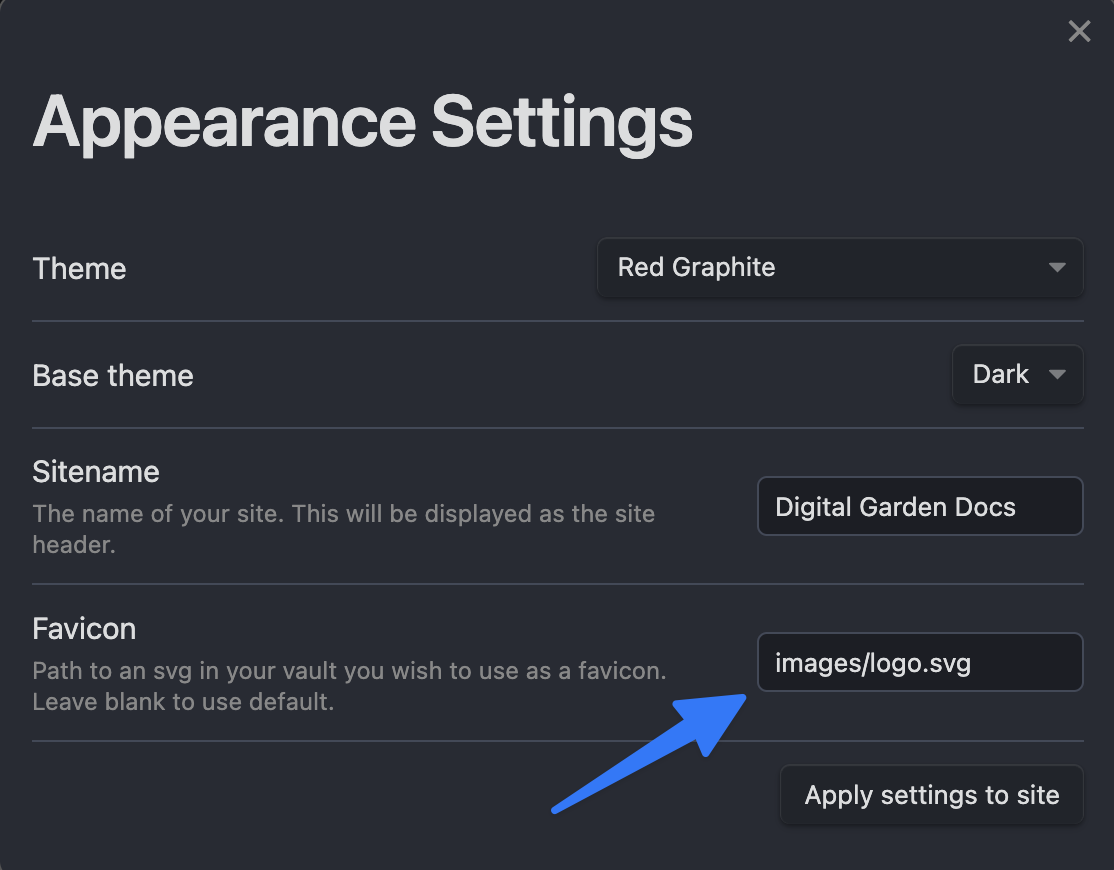 Appearance Settings
Theme
Red Graphite
Base theme
Dark
Sitename
The name of your site. This will be displayed as the site
header.
Digital Garden Docs
Favicon
Path to an svg in your vault you wish to use as a favicon.
Leave blank to use default.
images/logo.svg
Apply settings to site